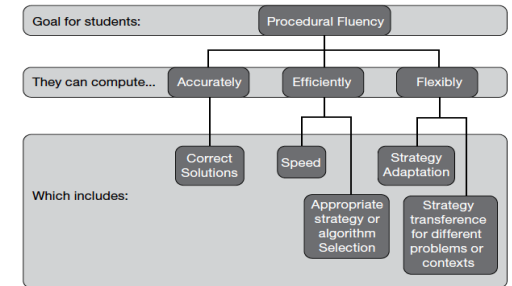 Goal for students:
Procedural Fluency
They can compute...
Accurately
Efficiently
Flexibly
Which includes:
Correct
Solutions
Speed
Appropriate
strategy or
algorithm
Selection
Strategy
Adaptation
Strategy
transference
for different
problems or
contexts